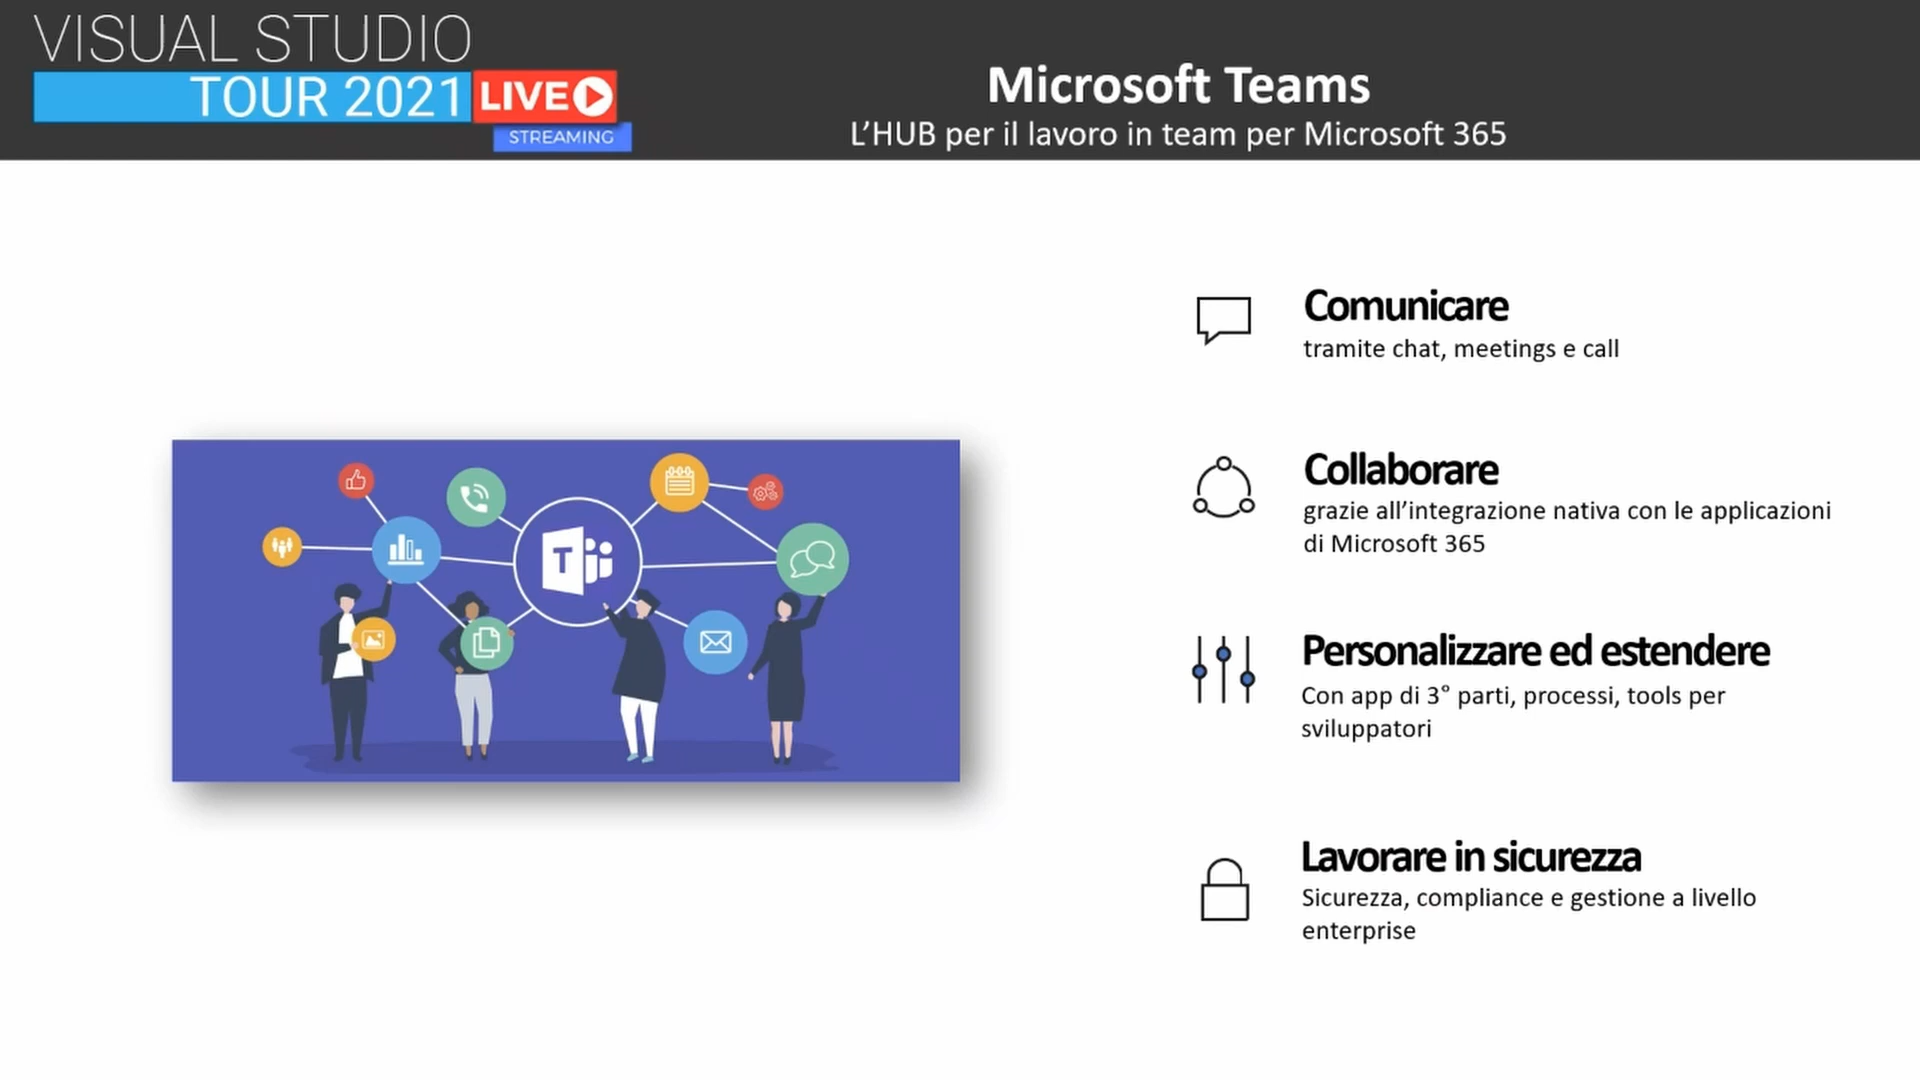 VISUAL STUDIO
TOUR 2021 LIVE
STREAMING
Microsoft Teams
L’HUB per il lavoro in team per Microsoft 365
T
Comunicare
tramite chat, meetings e call
Collaborare
grazie all’integrazione nativa con le applicazioni
di Microsoft 365
Personalizzare ed estendere
Con app di 3° parti, processi, tools per
sviluppatori
Lavorare in sicurezza
Sicurezza, compliance e gestione a livello
enterprise